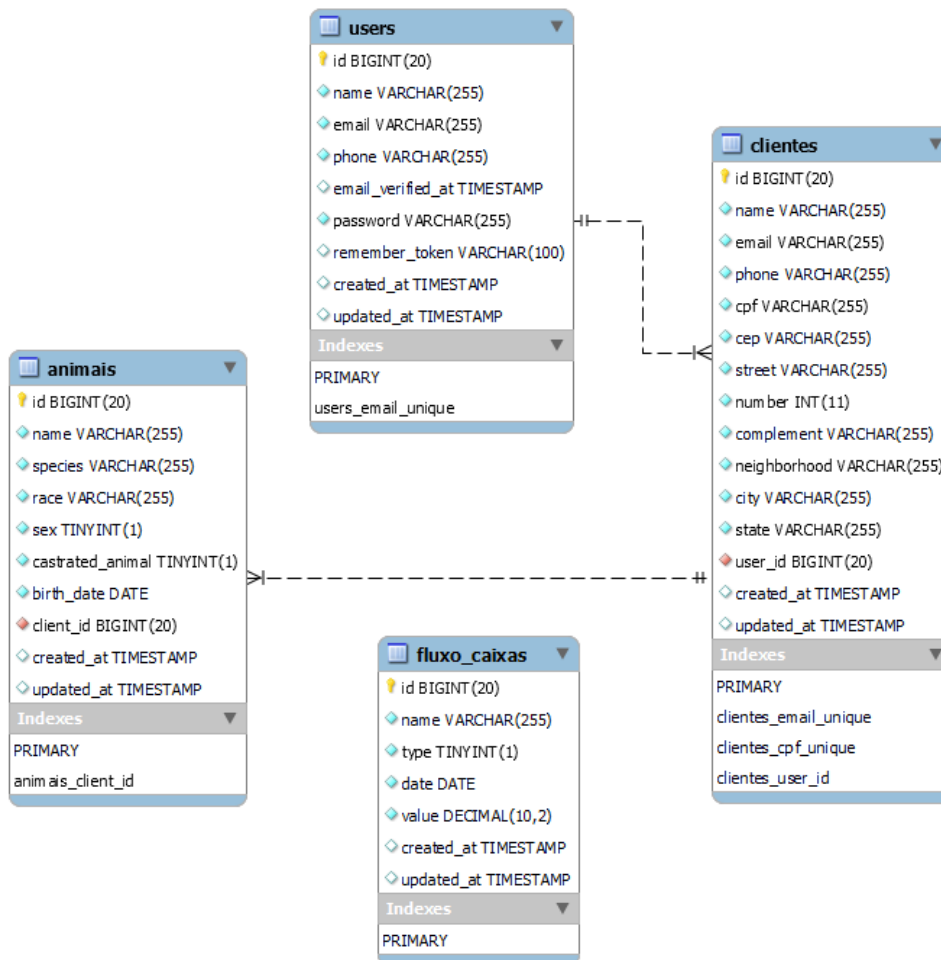 users
id BIGINT(20)
name VARCHAR(255)
email VARCHAR(255)
phone VARCHAR(255)
email_verified_at TIMESTAMP
password VARCHAR(255)
remember_token VARCHAR(100)
created_at TIMESTAMP
updated_at TIMESTAMP
Indexes
PRIMARY
users_email_unique
clientes
id BIGINT(20)
name VARCHAR(255)
email VARCHAR(255)
phone VARCHAR(255)
cpf VARCHAR(255)
cep VARCHAR(255)
street VARCHAR(255)
number INT(11)
complement VARCHAR(255)
neighborhood VARCHAR(255)
city VARCHAR(255)
state VARCHAR(255)
user_id BIGINT(20)
created_at TIMESTAMP
updated_at TIMESTAMP
Indexes
PRIMARY
clientes_email_unique
clientes_cpf_unique
clientes_user_id
animais
id BIGINT(20)
name VARCHAR(255)
species VARCHAR(255)
race VARCHAR(255)
sex TINYINT(1)
castrated_animal TINYINT(1)
birth_date DATE
client_id BIGINT(20)
created_at TIMESTAMP
updated_at TIMESTAMP
Indexes
PRIMARY
animais_client_id
fluxo_caixas
id BIGINT(20)
name VARCHAR(255)
type TINYINT(1)
date DATE
value DECIMAL(10,2)
created_at TIMESTAMP
updated_at TIMESTAMP
Indexes
PRIMARY